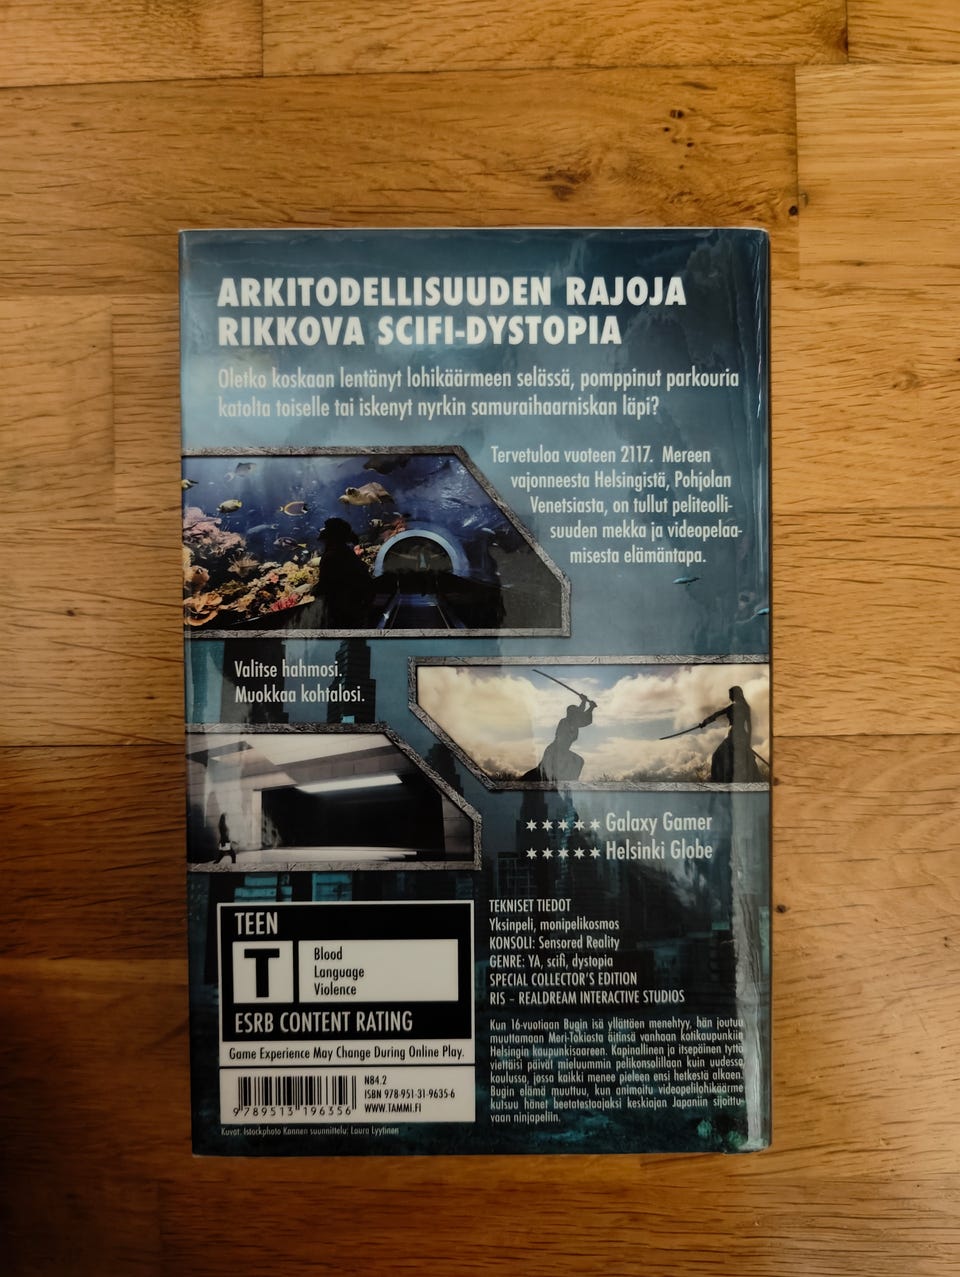 ARKITODELLISUUDEN RAJOJA
RIKKOVA SCIFI-DYSTOPIA
Oletko koskaan lentänyt lohikäärmeen selässä, pomppinut parkouria
katolta toiselle tai iskenyt nyrkin samuraihaarniskan läpi?
Tervetuloa vuoteen 2117. Mereen
vajonneesta Helsingistä, Pohjolan
Venetsiasta, on tullut peliteolli-
suuden mekka ja videopelaa-
misesta elämäntapa.
Valitse hahmosi.
Muokkaa kohtalosi.
★★★★★ Galaxy Gamer
★★★★★ Helsinki Globe
TEEN
T
Blood
Language
Violence
ESRB CONTENT RATING
Game Experience May Change During Online Play.
N84.2
ISBN 978-951-31-9635-6
WWW.TAMMI.FI
9 789513 196356
Kuvat: Istockphoto Kannen suunnittelu: Laura Lyytinen
TEKNISET TIEDOT
Yksinpeli, monipelikosmos
KONSOLI: Sensored Reality
GENRE: YA, scifi, dystopia
SPECIAL COLLECTOR'S EDITION
RIS – REALDREAM INTERACTIVE STUDIOS
Kun 16-vuotiaan Bugin isä yllättäen menehtyy, hän joutuu
muuttamaan Meri-Tokiosta äitinsä vanhaan kotikaupunkiin
Helsingin kaupunkisaareen. Kapinallinen ja itsepäinen tyttö
viettäisi päivät mieluummin pelikonsolillaan kuin uudessa
koulussa, jossa kaikki menee pieleen ensi hetkestä alkaen.
Bugin elämä muuttuu, kun animoitu videopelilohikäärme
kutsuu hänet beetatestaajaksi keskiajan Japaniin sijoittu-
vaan ninjapeliin.